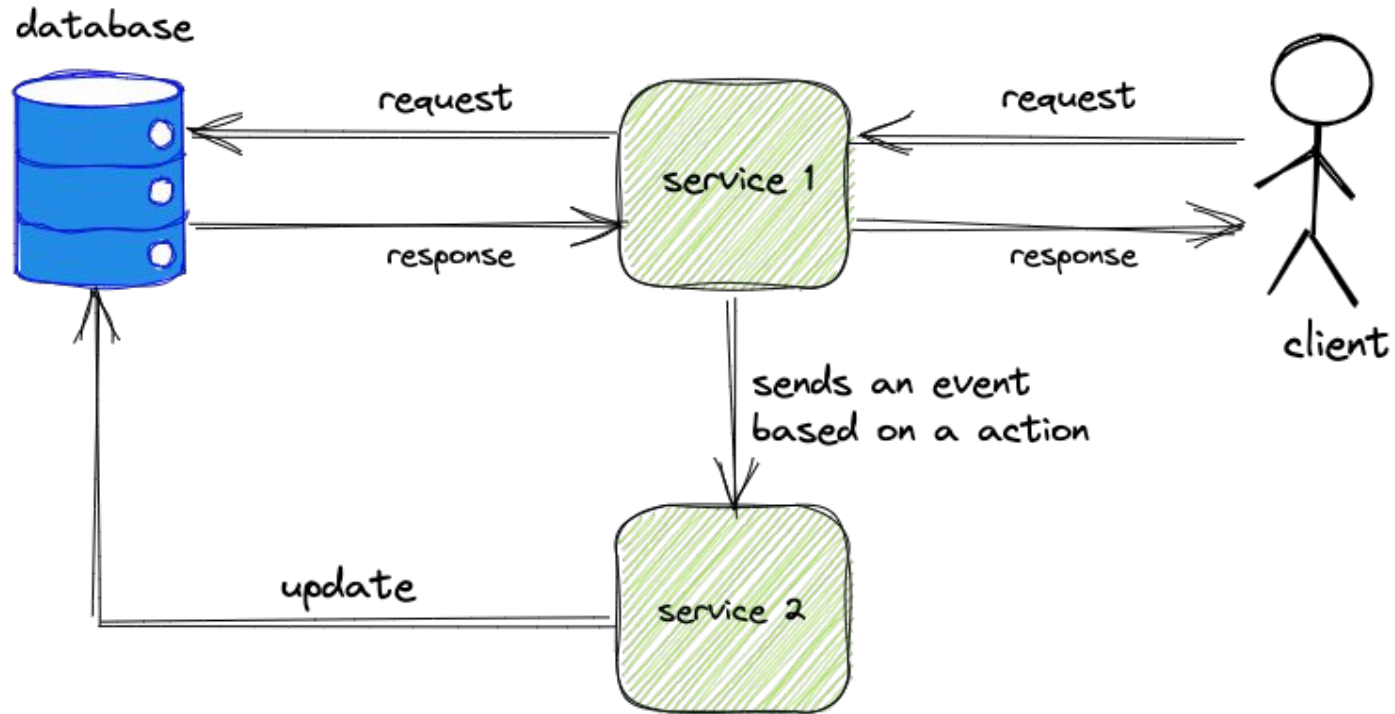 database
request
request
service 1
response
response
client
sends an event
based on a action
update
service 2